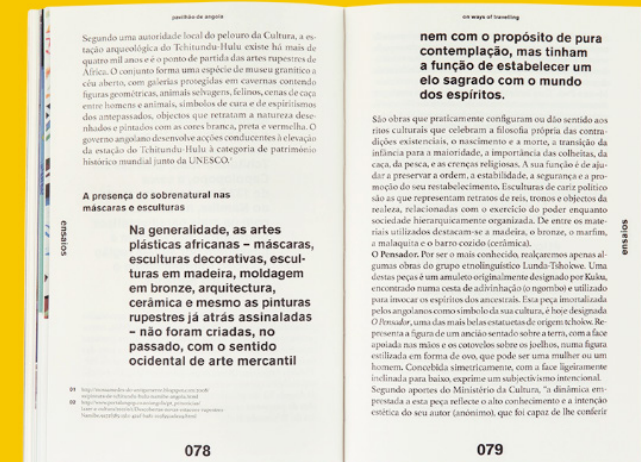 pavilhão de angola
Segundo uma autoridade local do pelouro da Cultura, a es-
tação arqueológica do Tchitundu-Hulu existe há mais de
quatro mil anos e é o ponto de partida das artes rupestres de
África. O conjunto forma uma espécie de museu granítico a
céu aberto, com galerias protegidas em cavernas contendo
figuras geométricas, animais selvagens, felinos, cenas de caça
entre homens e animais, símbolos de cura e de espiritismos
dos antepassados, objectos que retratam a natureza dese-
nhados e pintados com as cores branca, preta e vermelha. O
governo angolano desenvolve acções conducentes à elevação
da estação do Tchitundu-Hulu à categoria de património
histórico mundial junto da UNESCO.
A presença do sobrenatural nas
máscaras e esculturas
ensaios
Na generalidade, as artes
plásticas africanas – máscaras,
esculturas decorativas, escul-
turas em madeira, moldagem
em bronze, arquitectura,
cerâmica e mesmo as pinturas
rupestres já atrás assinaladas
– não foram criadas, no
passado, com o sentido
ocidental de arte mercantil
078
on ways of travelling
nem com o propósito de pura
contemplação, mas tinham
a função de estabelecer um
elo sagrado com o mundo
dos espíritos.
São obras que praticamente configuram ou dão sentido aos
ritos culturais que celebram a filosofia própria das contra-
dições existenciais, o nascimento e a morte, a transição da
infância para a maioridade, a importância das colheitas, da
caça, da pesca, e as crenças religiosas. A sua função é de aju-
dar a preservar a ordem, a estabilidade, a segurança e a pro-
moção do seu restabelecimento. Esculturas de cariz político
são as que representam retratos de reis, tronos e objectos da
realeza, relacionadas com o exercício do poder enquanto
sociedade hierarquicamente organizada. De entre os mate-
riais utilizados destacam-se a madeira, o bronze, o marfim,
a malaquita e o barro cozido (cerâmica).
O Pensador. Por ser o mais conhecido, realçaremos apenas al-
gumas obras do grupo etnolinguístico Lunda-Tshokwe. Uma
destas peças é um amuleto originalmente designado por Kuku,
encontrado numa cesta de adivinhação (o ngombo) e utilizado
para invocar os espíritos dos ancestrais. Esta peça imortalizada
pelos angolanos como símbolo da sua cultura, é hoje designada
O Pensador, uma das mais belas estatuetas de origem tchokw. Re-
presenta a figura de um ancião sentado sobre a terra, com a face
apoiada nas mãos e os cotovelos sobre os joelhos, numa figura
estilizada em forma de ovo, que pode ser uma mulher ou um
homem. Concebida simetricamente, com a face ligeiramente
inclinada para baixo, exprime um subjectivismo intencional.
Segundo aportes do Ministério da Cultura, "a dinâmica em-
prestada a esta peça reflecte o alto conhecimento e a intenção
estética do seu autor (anónimo), que foi capaz de lhe conferir
ensaios
079